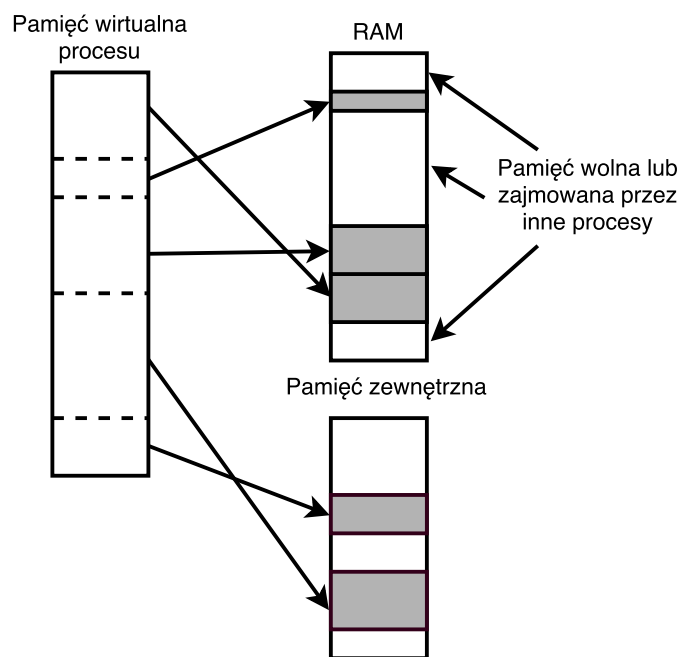 Pamięć wirtualna
procesu
RAM
Pamięć wolna lub
zajmowana przez
inne procesy
Pamięć zewnętrzna